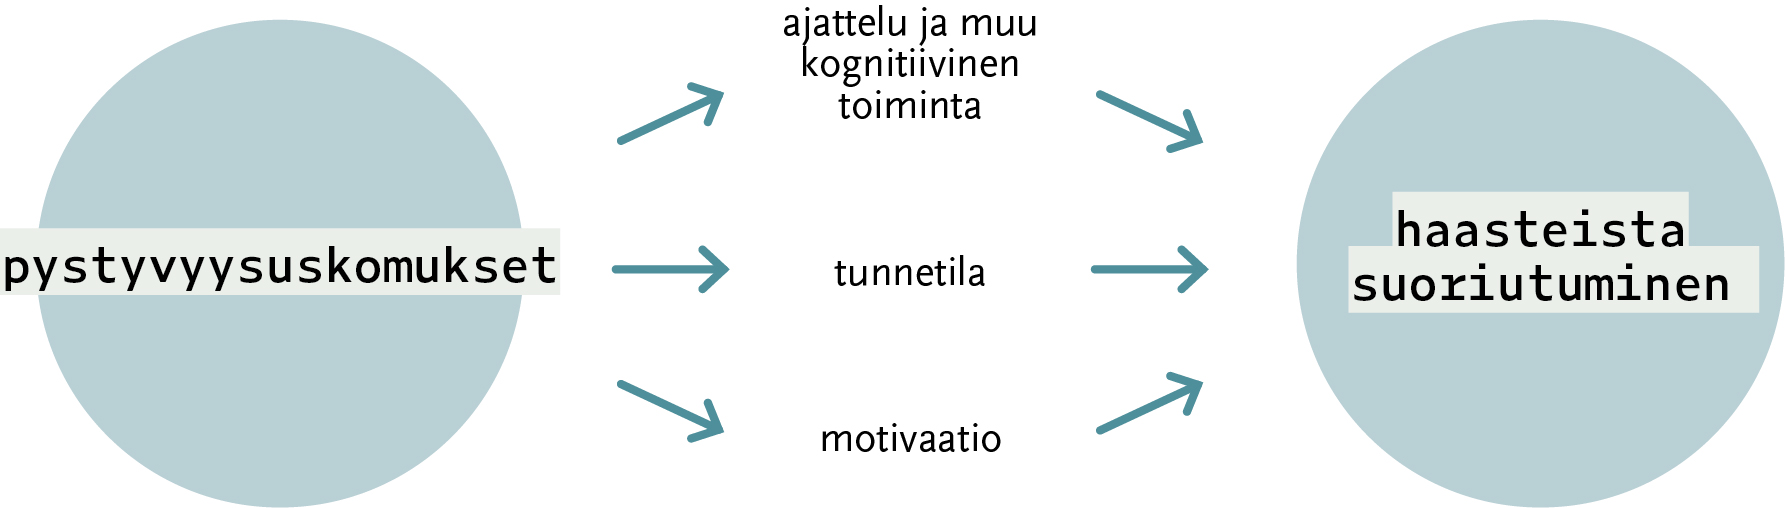 ajattelu ja muu
kognitiivinen
toiminta
pystyvyysuskomukset
tunnetila
haasteista
suoriutuminen
motivaatio